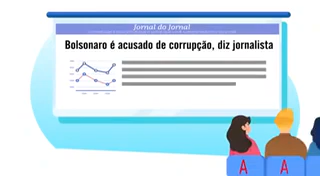 Jornal do Jornal
Bolsonaro é acusado de corrupção, diz jornalista
A
A